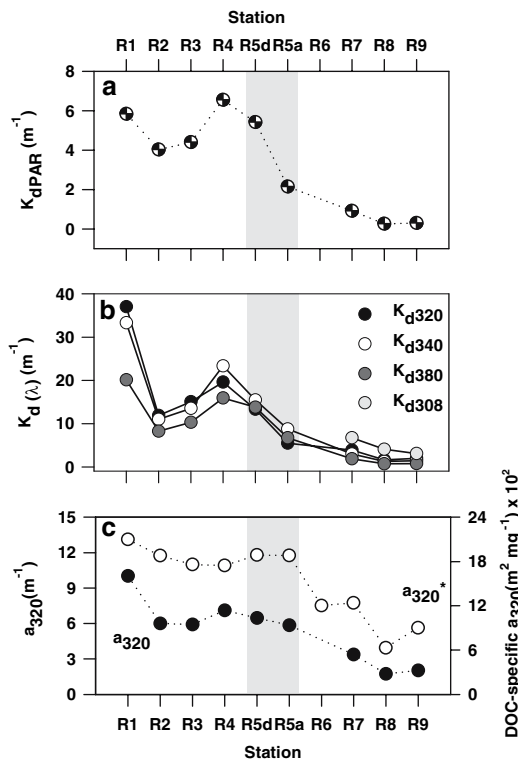 Station
R1 R2 R3 R4 R5d R5a R6 R7 R8 R9
a
8
6
4
2
0
KdPAR (m-1)
b
40
30
20
10
0
Kd (λ) (m-1)
Kd320
Kd340
Kd380
Kd308
c
15
12
9
6
3
0
a320(m-1)
a320
a320*
24
18
12
6
0
DOC-specific a320(m2 mg-1) x 102
R1 R2 R3 R4 R5d R5a R6 R7 R8 R9
Station